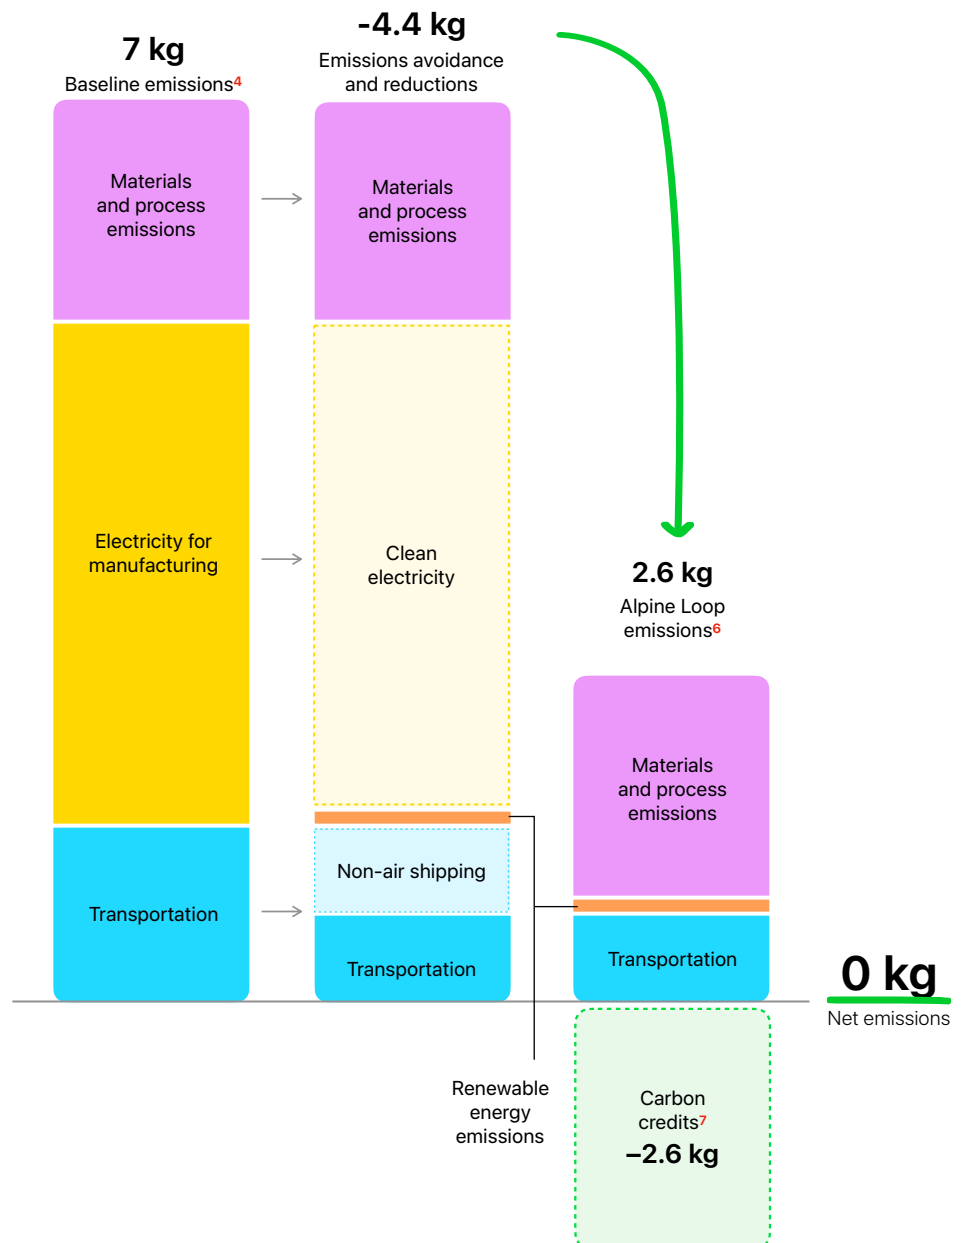 7 kg
Baseline emissions4
Materials
and process
emissions
Electricity for
manufacturing
Transportation
-4.4 kg
Emissions avoidance
and reductions
Materials
and process
emissions
Clean
electricity
Non-air shipping
Transportation
Renewable
energy
emissions
2.6 kg
Alpine Loop
emissions6
Materials
and process
emissions
Transportation
Carbon
credits7
–2.6 kg
0 kg
Net emissions